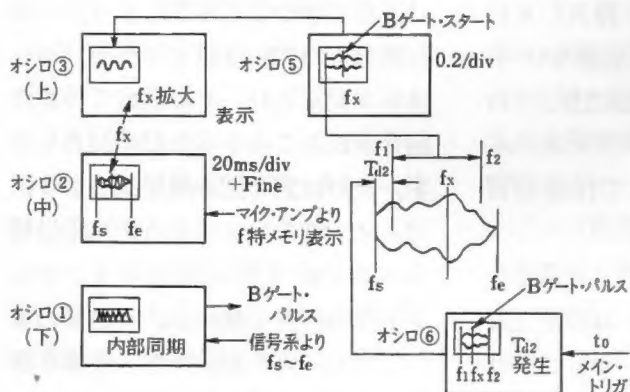 オシロ③
(上)
fx 拡大
表示
fx
オシロ②
(中)
20ms/div
+Fine
fs
fe
マイク・アンプより
f特メモリ表示
オシロ①
(下)
内部同期
Bゲート・
パルス
信号系より
fs~fe
Bゲート・スタート
オシロ⑤
0.2/div
fx
f1
f2
Td2
fx
fs
fe
Bゲート・パルス
オシロ⑥
Td2
発生
f1 fx f2
to
メイン・
トリガ